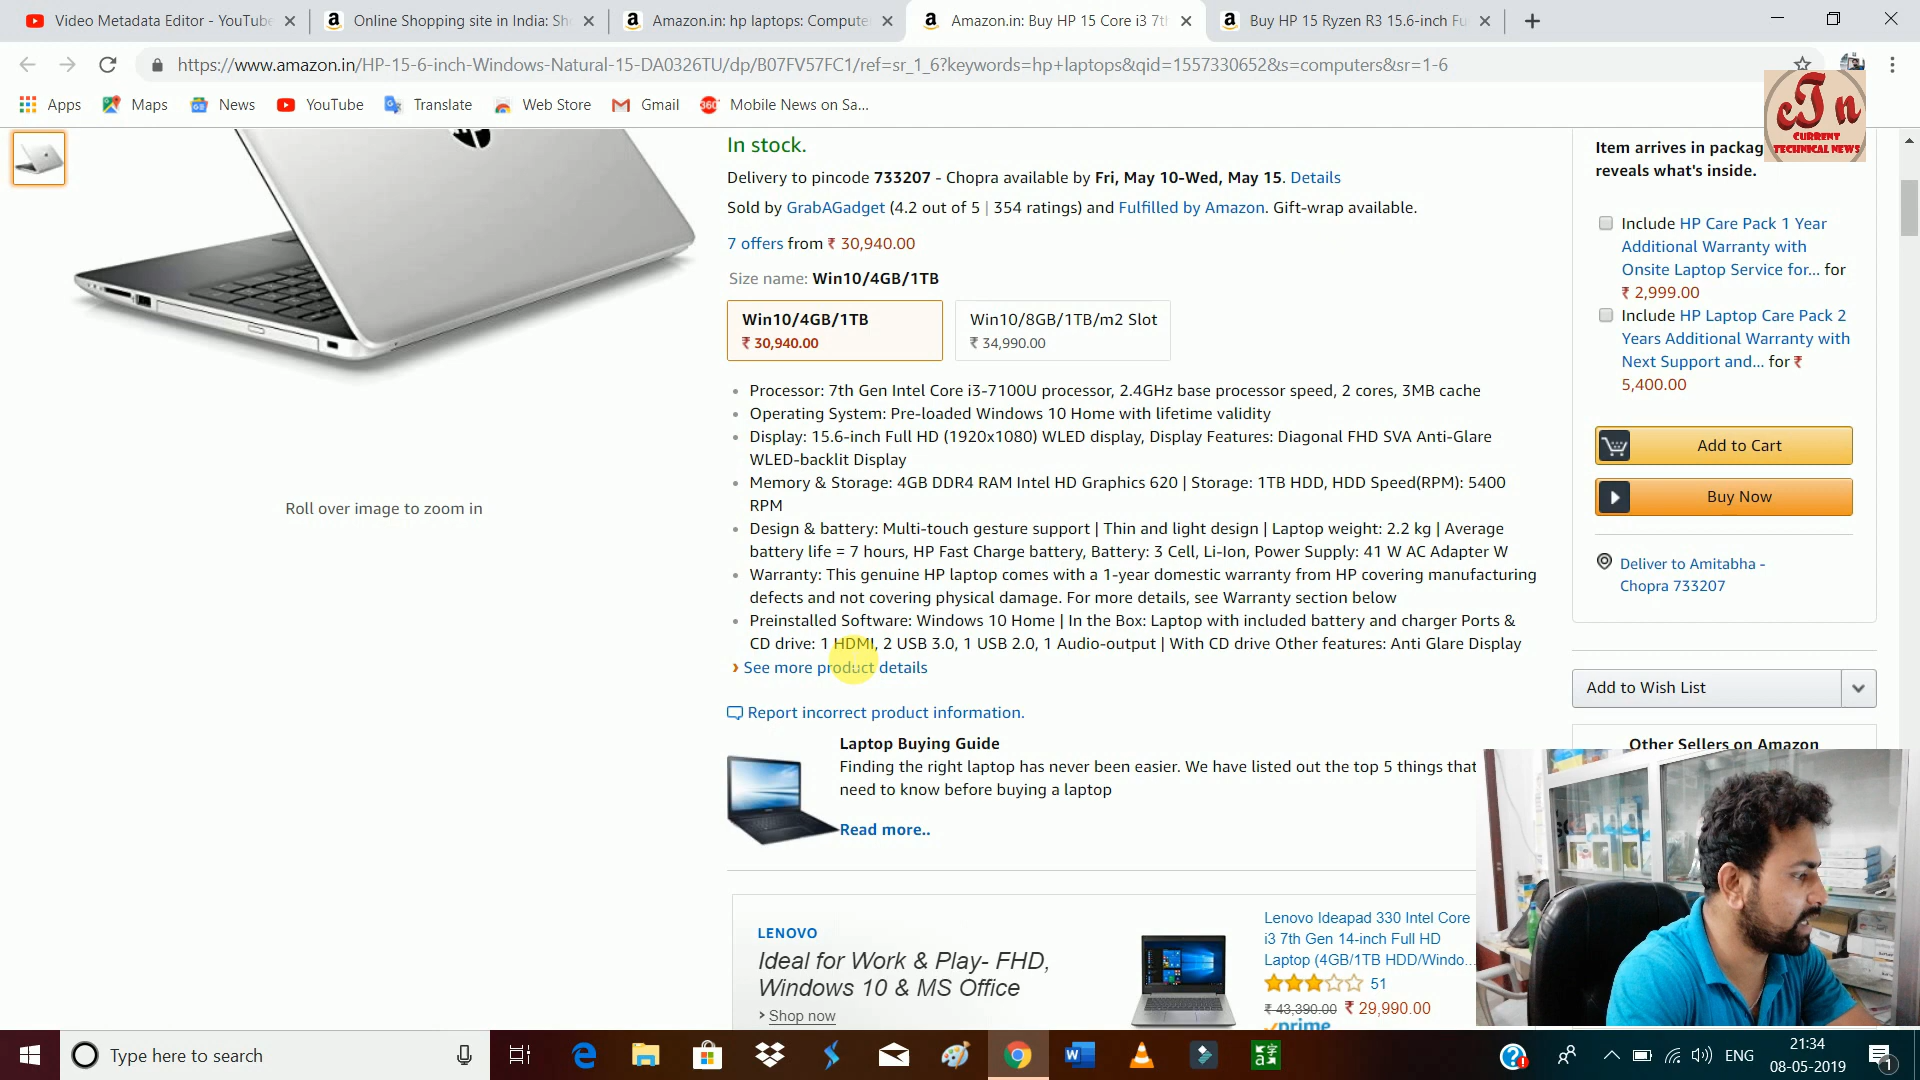 Video Metadata Editor - YouTube
Online Shopping site in India: Sh
Amazon.in: hp laptops: Compute
Amazon.in: Buy HP 15 Core i3 7th
Buy HP 15 Ryzen R3 15.6-inch Fu
https://www.amazon.in/HP-15-6-inch-Windows-Natural-15-DA0326TU/dp/B07FV57FC1/ref=sr_1_6?keywords=hp+laptops&qid=1557330652&s=computers&sr=1-6
Apps
Maps
News
YouTube
Translate
Web Store
Gmail
Mobile News on Sa...
cTn
CURRENT
TECHNICAL NEWS
In stock.
Delivery to pincode 733207 - Chopra available by Fri, May 10-Wed, May 15. Details
Sold by GrabAGadget (4.2 out of 5 | 354 ratings) and Fulfilled by Amazon. Gift-wrap available.
7 offers from ₹ 30,940.00
Size name: Win10/4GB/1TB
Win10/4GB/1TB
₹ 30,940.00
Win10/8GB/1TB/m2 Slot
₹ 34,990.00
Processor: 7th Gen Intel Core i3-7100U processor, 2.4GHz base processor speed, 2 cores, 3MB cache
Operating System: Pre-loaded Windows 10 Home with lifetime validity
Display: 15.6-inch Full HD (1920x1080) WLED display, Display Features: Diagonal FHD SVA Anti-Glare
WLED-backlit Display
Memory & Storage: 4GB DDR4 RAM Intel HD Graphics 620 | Storage: 1TB HDD, HDD Speed(RPM): 5400
RPM
Design & battery: Multi-touch gesture support | Thin and light design | Laptop weight: 2.2 kg | Average
battery life = 7 hours, HP Fast Charge battery, Battery: 3 Cell, Li-Ion, Power Supply: 41 W AC Adapter W
Warranty: This genuine HP laptop comes with a 1-year domestic warranty from HP covering manufacturing
defects and not covering physical damage. For more details, see Warranty section below
Preinstalled Software: Windows 10 Home | In the Box: Laptop with included battery and charger Ports &
CD drive: 1 HDMI, 2 USB 3.0, 1 USB 2.0, 1 Audio-output | With CD drive Other features: Anti Glare Display
› See more product details
Report incorrect product information.
Roll over image to zoom in
Laptop Buying Guide
Finding the right laptop has never been easier. We have listed out the top 5 things that
need to know before buying a laptop
Read more..
LENOVO
Ideal for Work & Play- FHD,
Windows 10 & MS Office
› Shop now
Lenovo Ideapad 330 Intel Core
i3 7th Gen 14-inch Full HD
Laptop (4GB/1TB HDD/Windo...
51
₹ 43,390.00 ₹ 29,990.00
prime
Item arrives in packag
reveals what's inside.
Include HP Care Pack 1 Year
Additional Warranty with
Onsite Laptop Service for... for
₹ 2,999.00
Include HP Laptop Care Pack 2
Years Additional Warranty with
Next Support and... for ₹
5,400.00
Add to Cart
Buy Now
Deliver to Amitabha -
Chopra 733207
Add to Wish List
Other Sellers on Amazon
Type here to search
ENG
21:34
08-05-2019
1